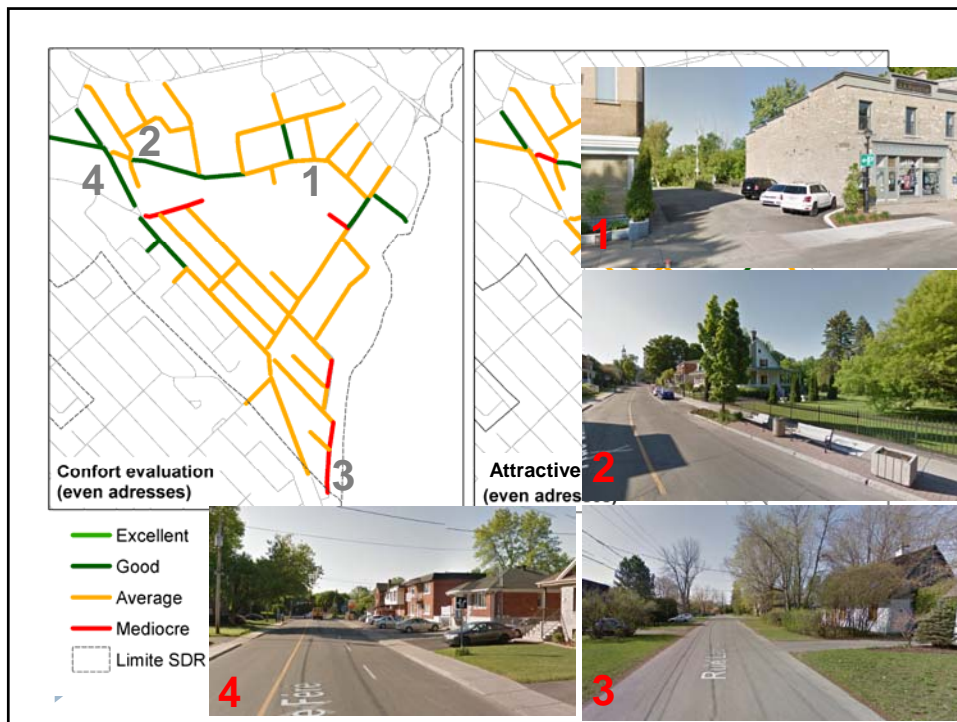 2
4
1
3
Confort evaluation
(even adresses)
Attractive
(even adresses)
Excellent
Good
Average
Mediocre
Limite SDR
1
2
3
4